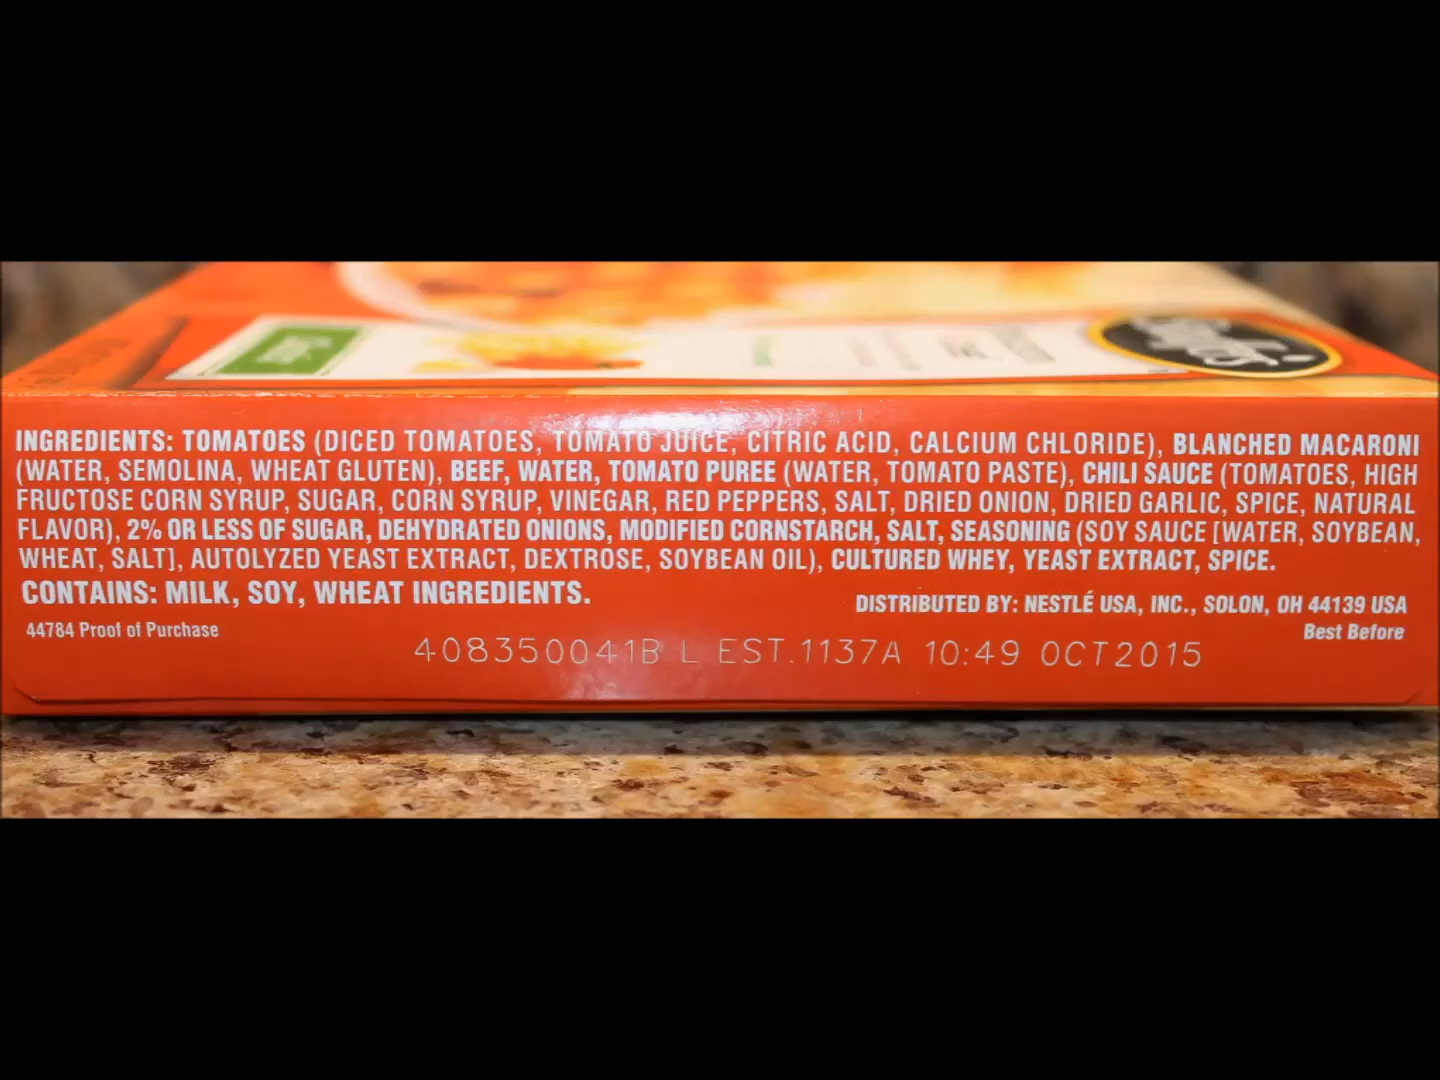 Stouffer's
INGREDIENTS: TOMATOES (DICED TOMATOES, TOMATO JUICE, CITRIC ACID, CALCIUM CHLORIDE), BLANCHED MACARONI
(WATER, SEMOLINA, WHEAT GLUTEN), BEEF, WATER, TOMATO PUREE (WATER, TOMATO PASTE), CHILI SAUCE (TOMATOES, HIGH
FRUCTOSE CORN SYRUP, SUGAR, CORN SYRUP, VINEGAR, RED PEPPERS, SALT, DRIED ONION, DRIED GARLIC, SPICE, NATURAL
FLAVOR), 2% OR LESS OF SUGAR, DEHYDRATED ONIONS, MODIFIED CORNSTARCH, SALT, SEASONING (SOY SAUCE [WATER, SOYBEAN,
WHEAT, SALT], AUTOLYZED YEAST EXTRACT, DEXTROSE, SOYBEAN OIL), CULTURED WHEY, YEAST EXTRACT, SPICE.
CONTAINS: MILK, SOY, WHEAT INGREDIENTS.
DISTRIBUTED BY: NESTLÉ USA, INC., SOLON, OH 44139 USA
44784 Proof of Purchase
Best Before
408350041B L EST.1137A 10:49 OCT2015